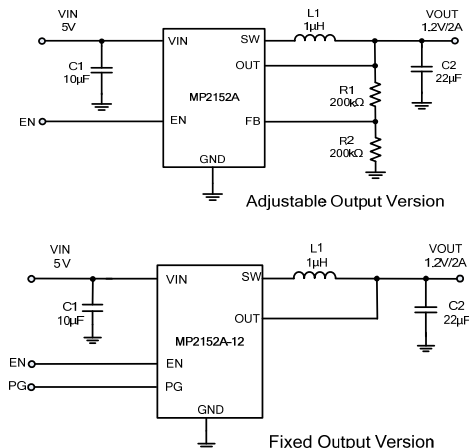 VIN
5V
C1
10µF
EN
VIN
EN
MP2152A
GND
SW
OUT
FB
L1
1µH
R1
200kΩ
R2
200kΩ
VOUT
1.2V/2A
C2
22µF
Adjustable Output Version
VIN
5V
C1
10µF
EN
PG
VIN
EN
PG
MP2152A-12
GND
SW
OUT
L1
1µH
VOUT
1.2V/2A
C2
22µF
Fixed Output Version